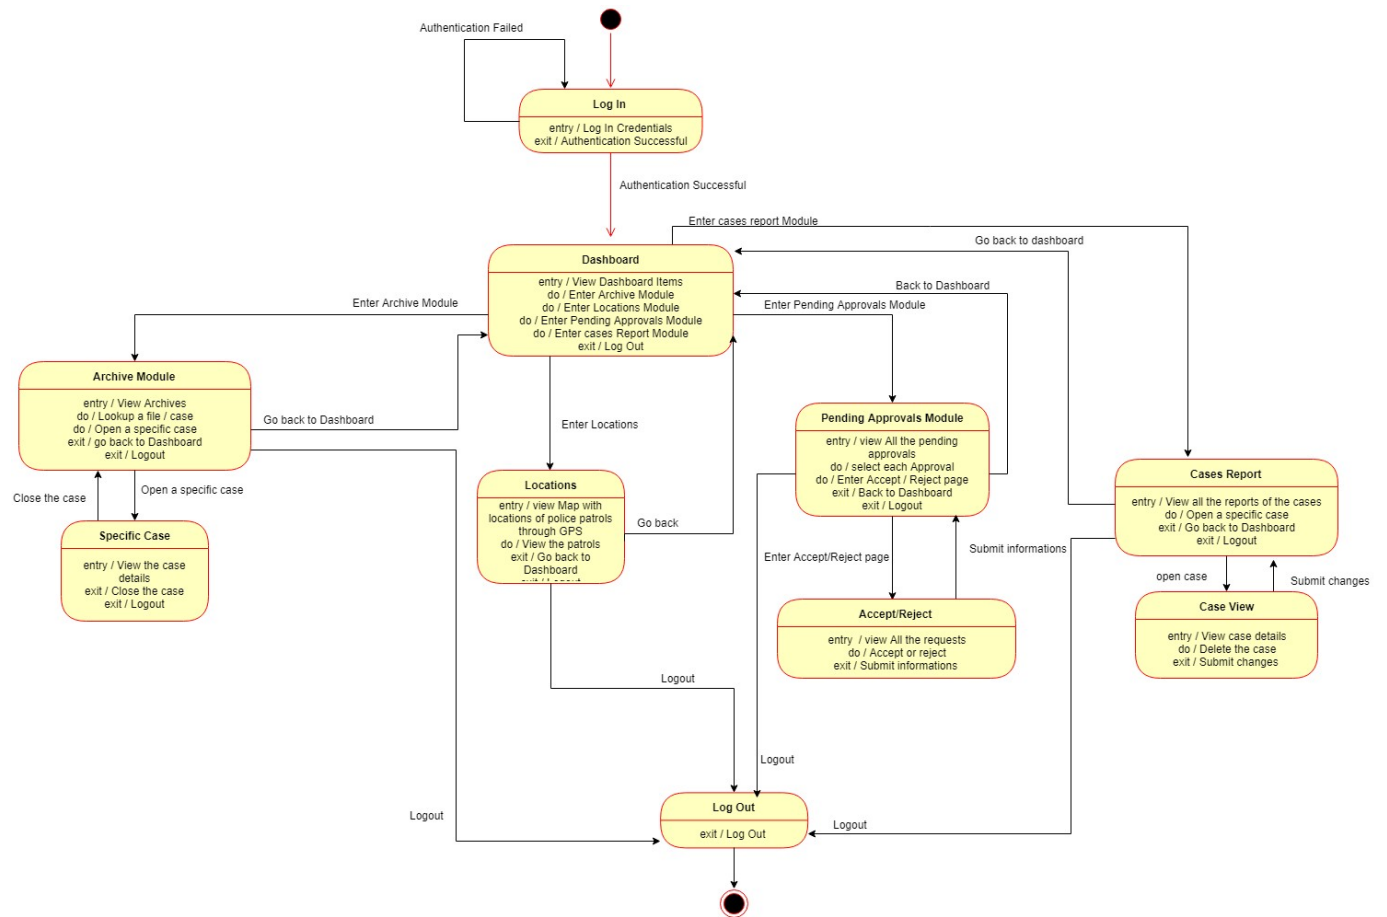 Authentication Failed
Log In
entry / Log In Credentials
exit / Authentication Successful
Authentication Successful
Enter cases report Module
Go back to dashboard
Dashboard
entry / View Dashboard Items
do / Enter Archive Module
do / Enter Locations Module
do / Enter Pending Approvals Module
do / Enter cases Report Module
exit / Log Out
Back to Dashboard
Enter Archive Module
Enter Pending Approvals Module
Archive Module
entry / View Archives
do / Lookup a file / case
do / Open a specific case
exit / go back to Dashboard
exit / Logout
Go back to Dashboard
Enter Locations
Pending Approvals Module
entry / view All the pending
approvals
do / select each Approval
do / Enter Accept / Reject page
exit / Back to Dashboard
exit / Logout
Cases Report
entry / View all the reports of the cases
do / Open a specific case
exit / Go back to Dashboard
exit / Logout
Locations
entry / view Map with
locations of police patrols
through GPS
do / View the patrols
exit / Go back to
Dashboard
Go back
Close the case
Open a specific case
Specific Case
entry / View the case
details
exit / Close the case
exit / Logout
Enter Accept/Reject page
Submit informations
open case
Submit changes
Accept/Reject
entry  / view All the requests
do / Accept or reject
exit / Submit informations
Case View
entry / View case details
do / Delete the case
exit / Submit changes
Logout
Logout
Logout
Logout
Log Out
exit / Log Out